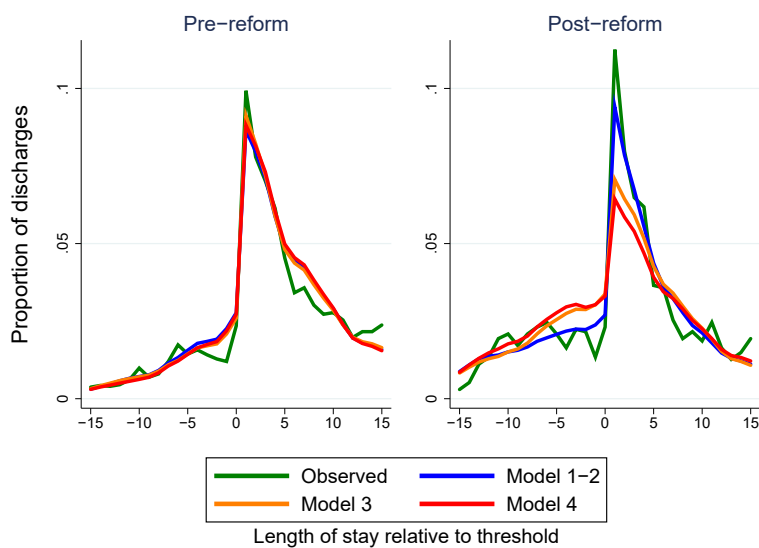 Pre−reform
Post−reform
Proportion of discharges
.1
.05
0
−15 −10 −5 0 5 10 15
.1
.05
0
−15 −10 −5 0 5 10 15
Observed
Model 1−2
Model 3
Model 4
Length of stay relative to threshold